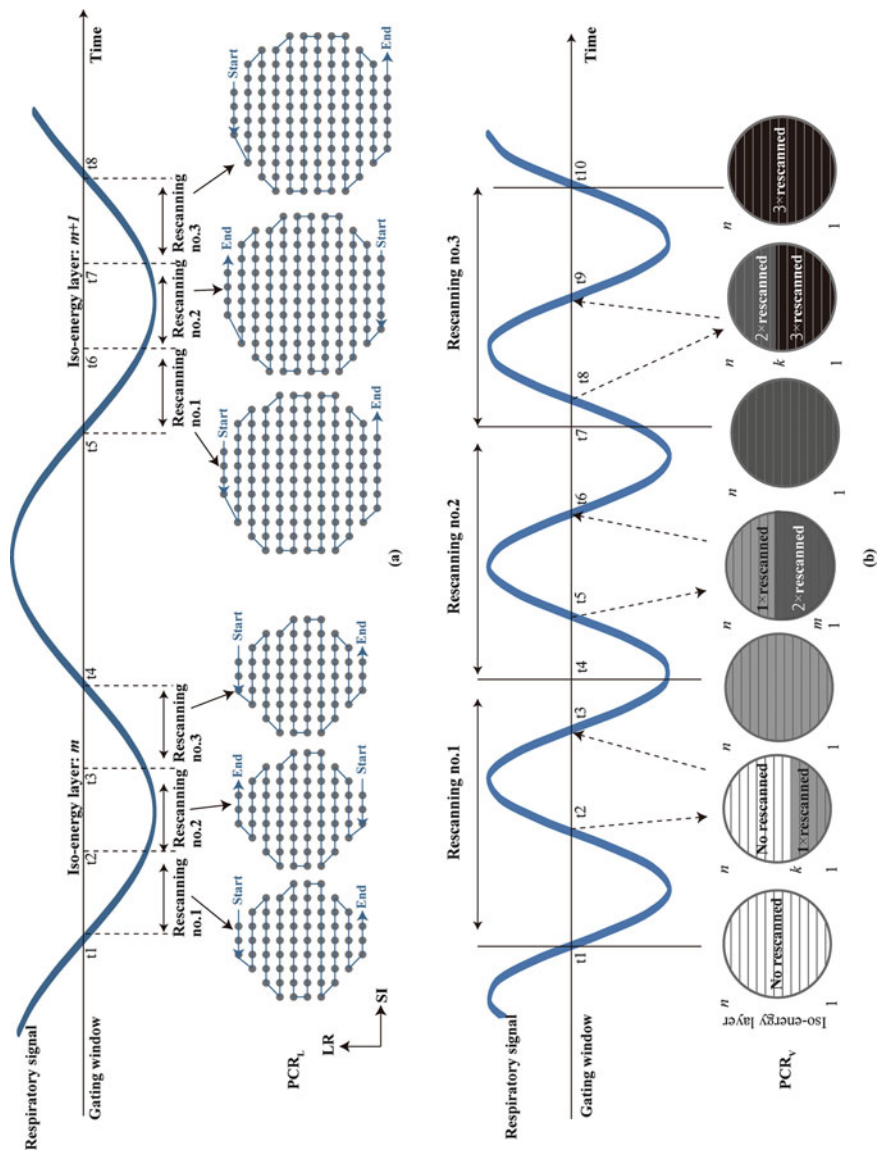 Respiratory signal
Gating window
Time
Iso-energy layer: m
Iso-energy layer: m+1
t1
t2
t3
t4
t5
t6
t7
t8
Rescanning
no.1
Rescanning
no.2
Rescanning
no.3
Rescanning
no.1
Rescanning
no.2
Rescanning
no.3
PCRL
LR
SI
Start
End
End
Start
Start
End
Start
End
End
Start
Start
End
(a)
Respiratory signal
Gating window
Time
Rescanning no.1
Rescanning no.2
Rescanning no.3
t1
t2
t3
t4
t5
t6
t7
t8
t9
t10
PCRV
Iso-energy layer
n
No rescanned
1
n
No rescanned
k
1×rescanned
1
n
1
n
1×rescanned
m
2×rescanned
1
n
1
n
2×rescanned
k
3×rescanned
1
n
3×rescanned
1
(b)